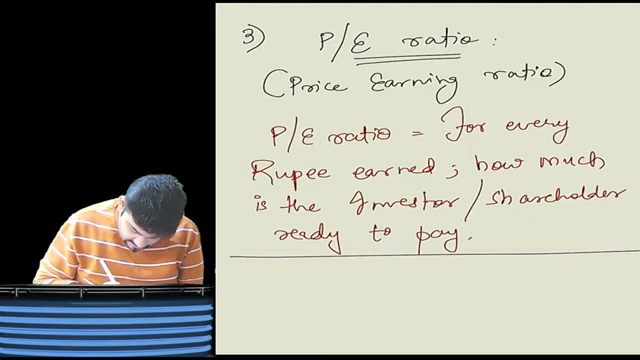 3) P/E ratio :
(Price Earning ratio)
P/E ratio = For every
Rupee earned; how much
is the Investor/shareholder
ready to pay.